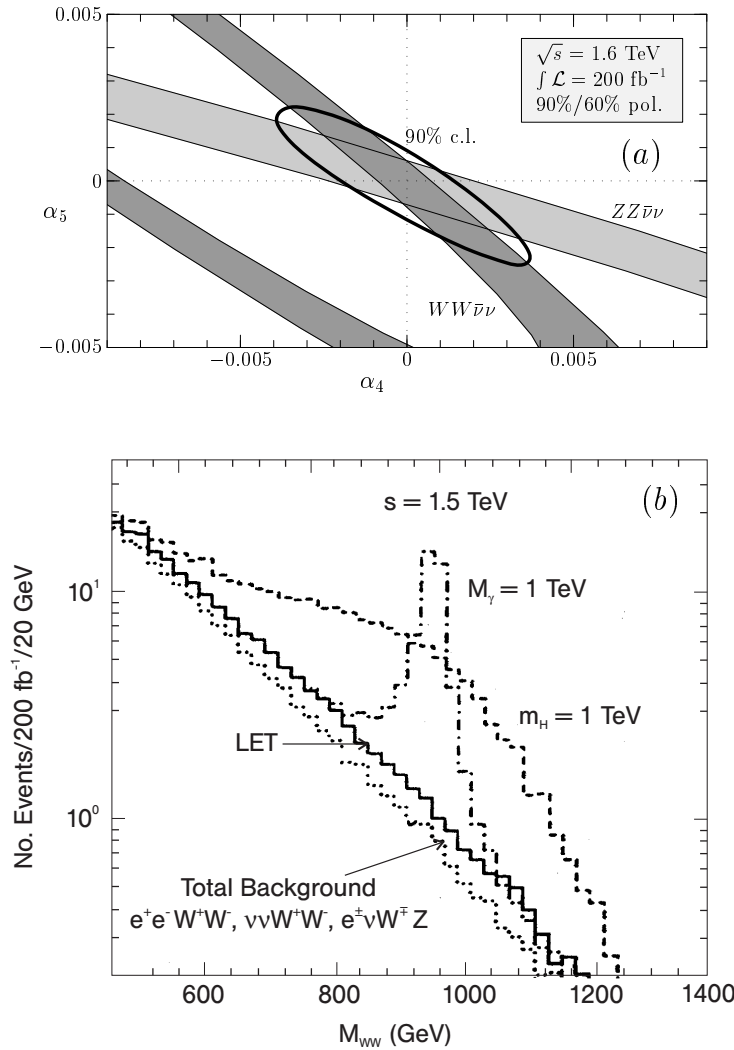 0.005
0
−0.005
α₅
√s = 1.6 TeV
∫ ℒ = 200 fb⁻¹
90%/60% pol.
90% c.l.
(a)
ZZν̄ν
WWν̄ν
−0.005
0
0.005
α₄
(b)
s = 1.5 TeV
10¹
M_γ = 1 TeV
m_H = 1 TeV
LET
10⁰
Total Background
e⁺e⁻W⁺W⁻, ννW⁺W⁻, e^±νW^∓Z
No. Events/200 fb⁻¹/20 GeV
600
800
1000
1200
1400
M_ww (GeV)